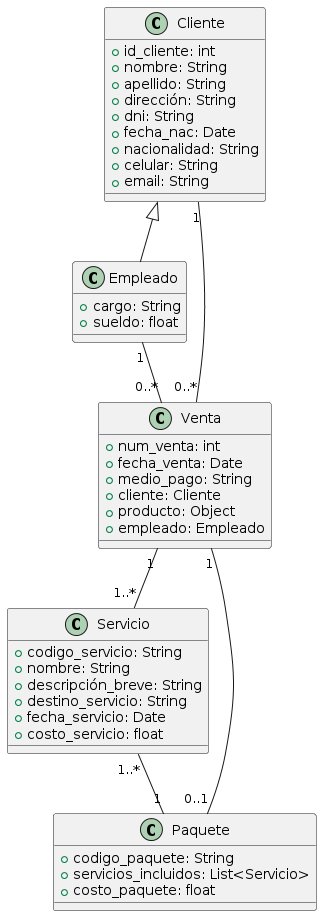 C Cliente
+ id_cliente: int
+ nombre: String
+ apellido: String
+ dirección: String
+ dni: String
+ fecha_nac: Date
+ nacionalidad: String
+ celular: String
+ email: String
1
C Empleado
+ cargo: String
+ sueldo: float
1
0..* 0..*
C Venta
+ num_venta: int
+ fecha_venta: Date
+ medio_pago: String
+ cliente: Cliente
+ producto: Object
+ empleado: Empleado
1 1
1..*
C Servicio
+ codigo_servicio: String
+ nombre: String
+ descripción_breve: String
+ destino_servicio: String
+ fecha_servicio: Date
+ costo_servicio: float
1..*
1 0..1
C Paquete
+ codigo_paquete: String
+ servicios_incluidos: List<Servicio>
+ costo_paquete: float